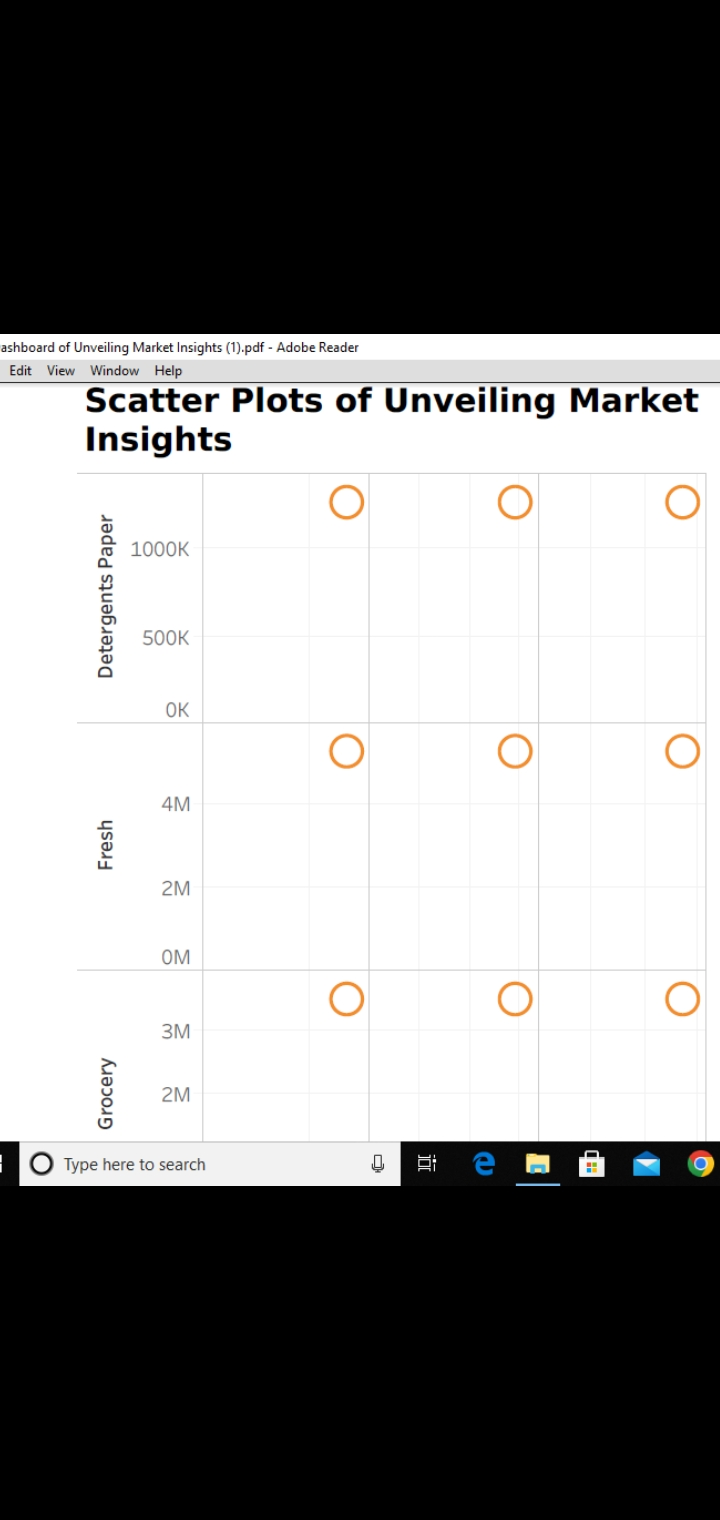 ashboard of Unveiling Market Insights (1).pdf - Adobe Reader
Edit View Window Help
Scatter Plots of Unveiling Market
Insights
Detergents Paper
1000K
500K
0K
Fresh
4M
2M
0M
Grocery
3M
2M
Type here to search